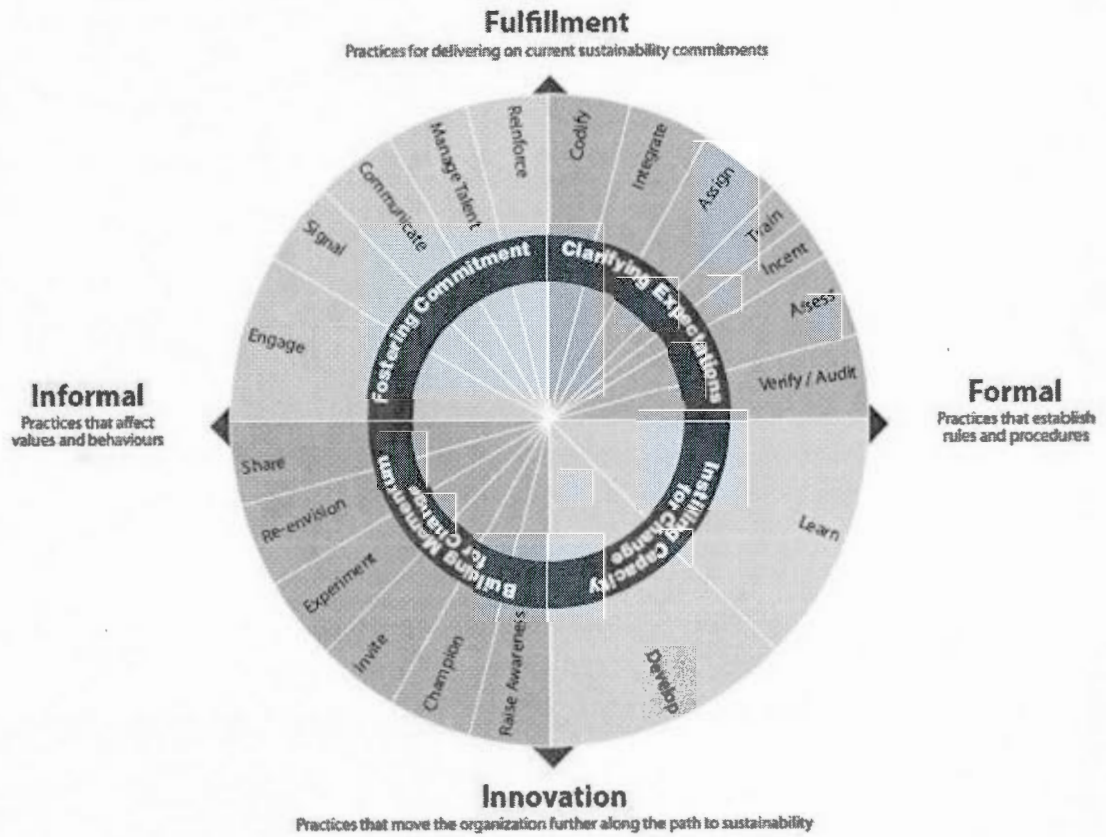 Fulfillment
Practices for delivering on current sustainability commitments
Reinforce
Codify
Manage Talent
Integrate
Communicate
Assign
Signal
Train
Incent
Fostering Commitment
Clarifying Expectations
Assess
Engage
Verify / Audit
Informal
Practices that affect
values and behaviours
Formal
Practices that establish
rules and procedures
Share
Building Momentum
for Change
Instilling Capacity
for Change
Re-envision
Learn
Experiment
Invite
Champion
Raise Awareness
Develop
Innovation
Practices that move the organization further along the path to sustainability